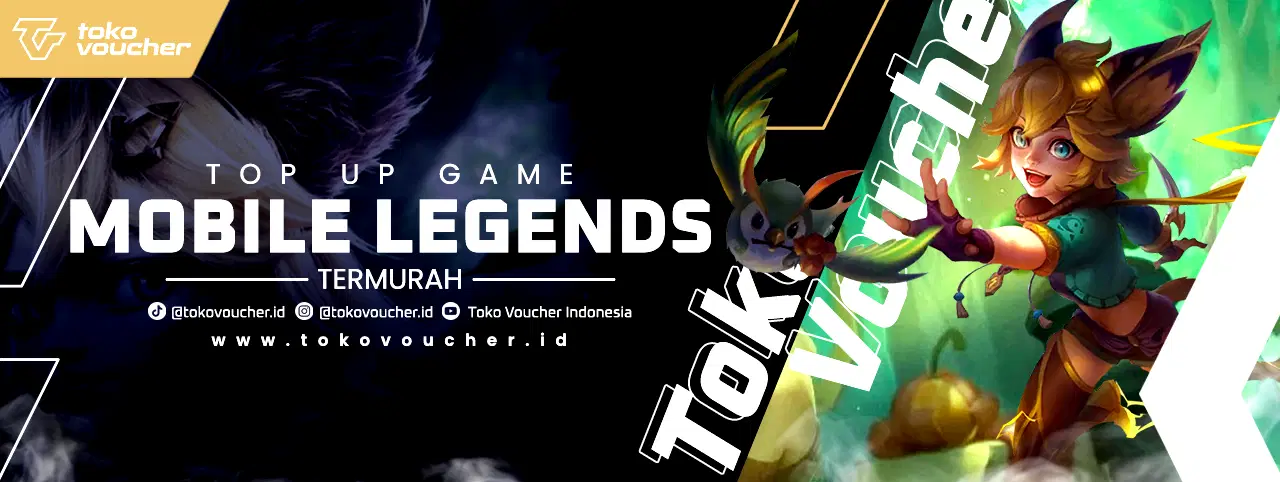 toko
voucher
TOP UP GAME
MOBILE LEGENDS
TERMURAH
@tokovoucher.id @tokovoucher.id Toko Voucher Indonesia
www.tokovoucher.id
Toko
Vouche